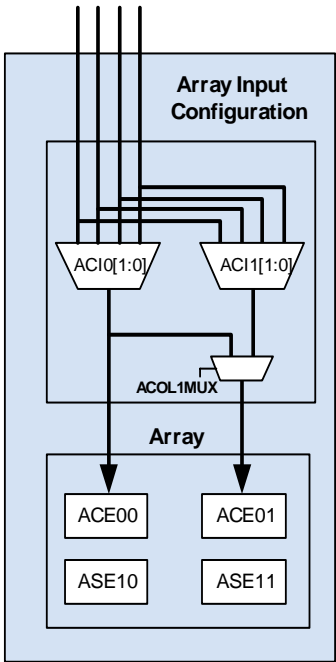 Array Input
Configuration
ACI0[1:0]
ACI1[1:0]
ACOL1MUX
Array
ACE00
ACE01
ASE10
ASE11